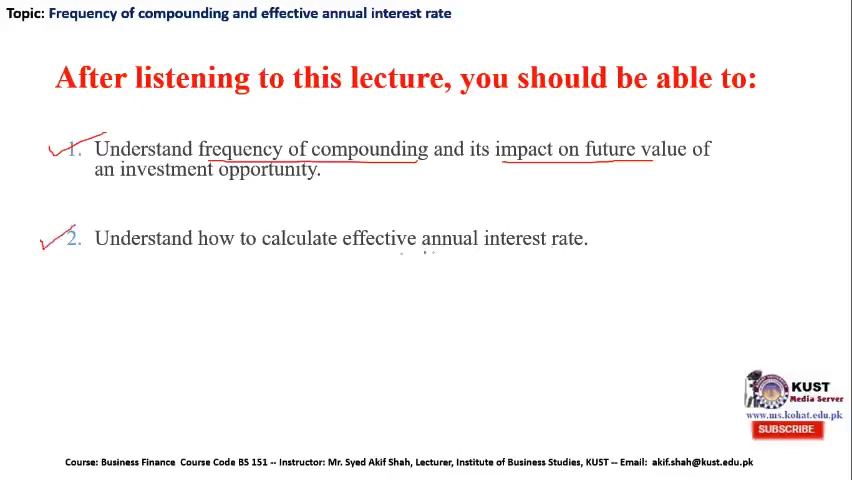 Topic: Frequency of compounding and effective annual interest rate
After listening to this lecture, you should be able to:
1. Understand frequency of compounding and its impact on future value of
an investment opportunity.
2. Understand how to calculate effective annual interest rate.
KUST
Media Server
www.ms.kohat.edu.pk
SUBSCRIBE
Course: Business Finance Course Code BS 151 -- Instructor: Mr. Syed Akif Shah, Lecturer, Institute of Business Studies, KUST -- Email: akif.shah@kust.edu.pk